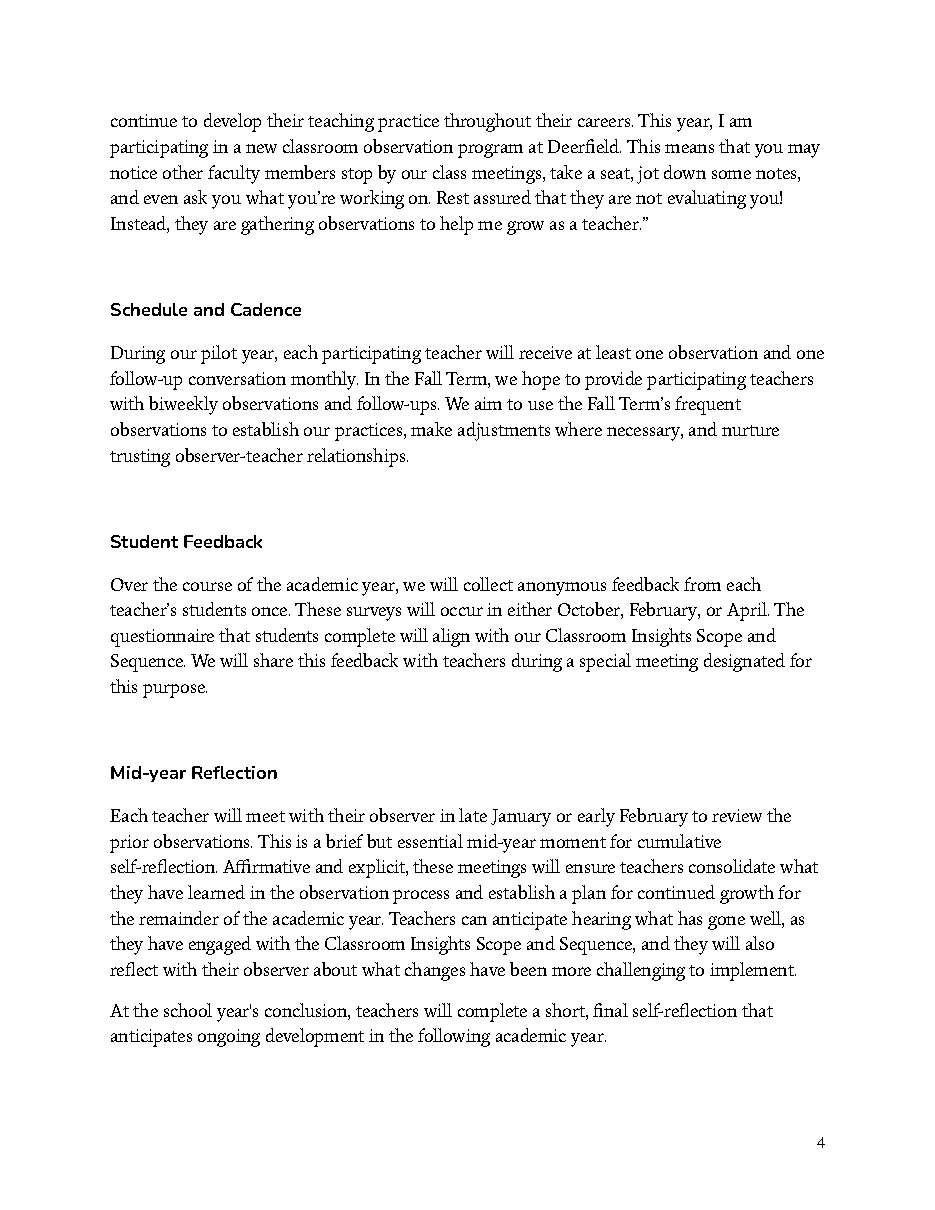 continue to develop their teaching practice throughout their careers. This year, I am
participating in a new classroom observation program at Deerfield. This means that you may
notice other faculty members stop by our class meetings, take a seat, jot down some notes,
and even ask you what you’re working on. Rest assured that they are not evaluating you!
Instead, they are gathering observations to help me grow as a teacher.”
Schedule and Cadence
During our pilot year, each participating teacher will receive at least one observation and one
follow-up conversation monthly. In the Fall Term, we hope to provide participating teachers
with biweekly observations and follow-ups. We aim to use the Fall Term’s frequent
observations to establish our practices, make adjustments where necessary, and nurture
trusting observer-teacher relationships.
Student Feedback
Over the course of the academic year, we will collect anonymous feedback from each
teacher’s students once. These surveys will occur in either October, February, or April. The
questionnaire that students complete will align with our Classroom Insights Scope and
Sequence. We will share this feedback with teachers during a special meeting designated for
this purpose.
Mid-year Reflection
Each teacher will meet with their observer in late January or early February to review the
prior observations. This is a brief but essential mid-year moment for cumulative
self-reflection. Affirmative and explicit, these meetings will ensure teachers consolidate what
they have learned in the observation process and establish a plan for continued growth for
the remainder of the academic year. Teachers can anticipate hearing what has gone well, as
they have engaged with the Classroom Insights Scope and Sequence, and they will also
reflect with their observer about what changes have been more challenging to implement.
At the school year's conclusion, teachers will complete a short, final self-reflection that
anticipates ongoing development in the following academic year.
4